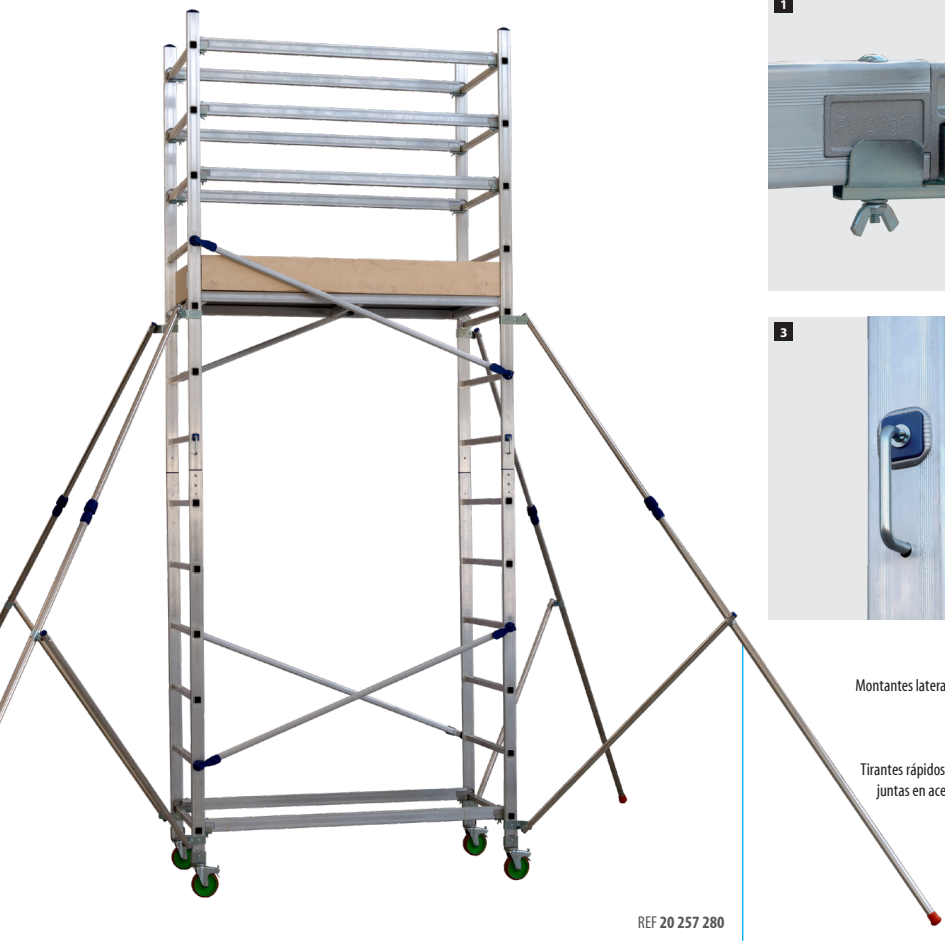 1
3
Montantes latera
Tirantes rápidos
juntas en ace
REF 20 257 280